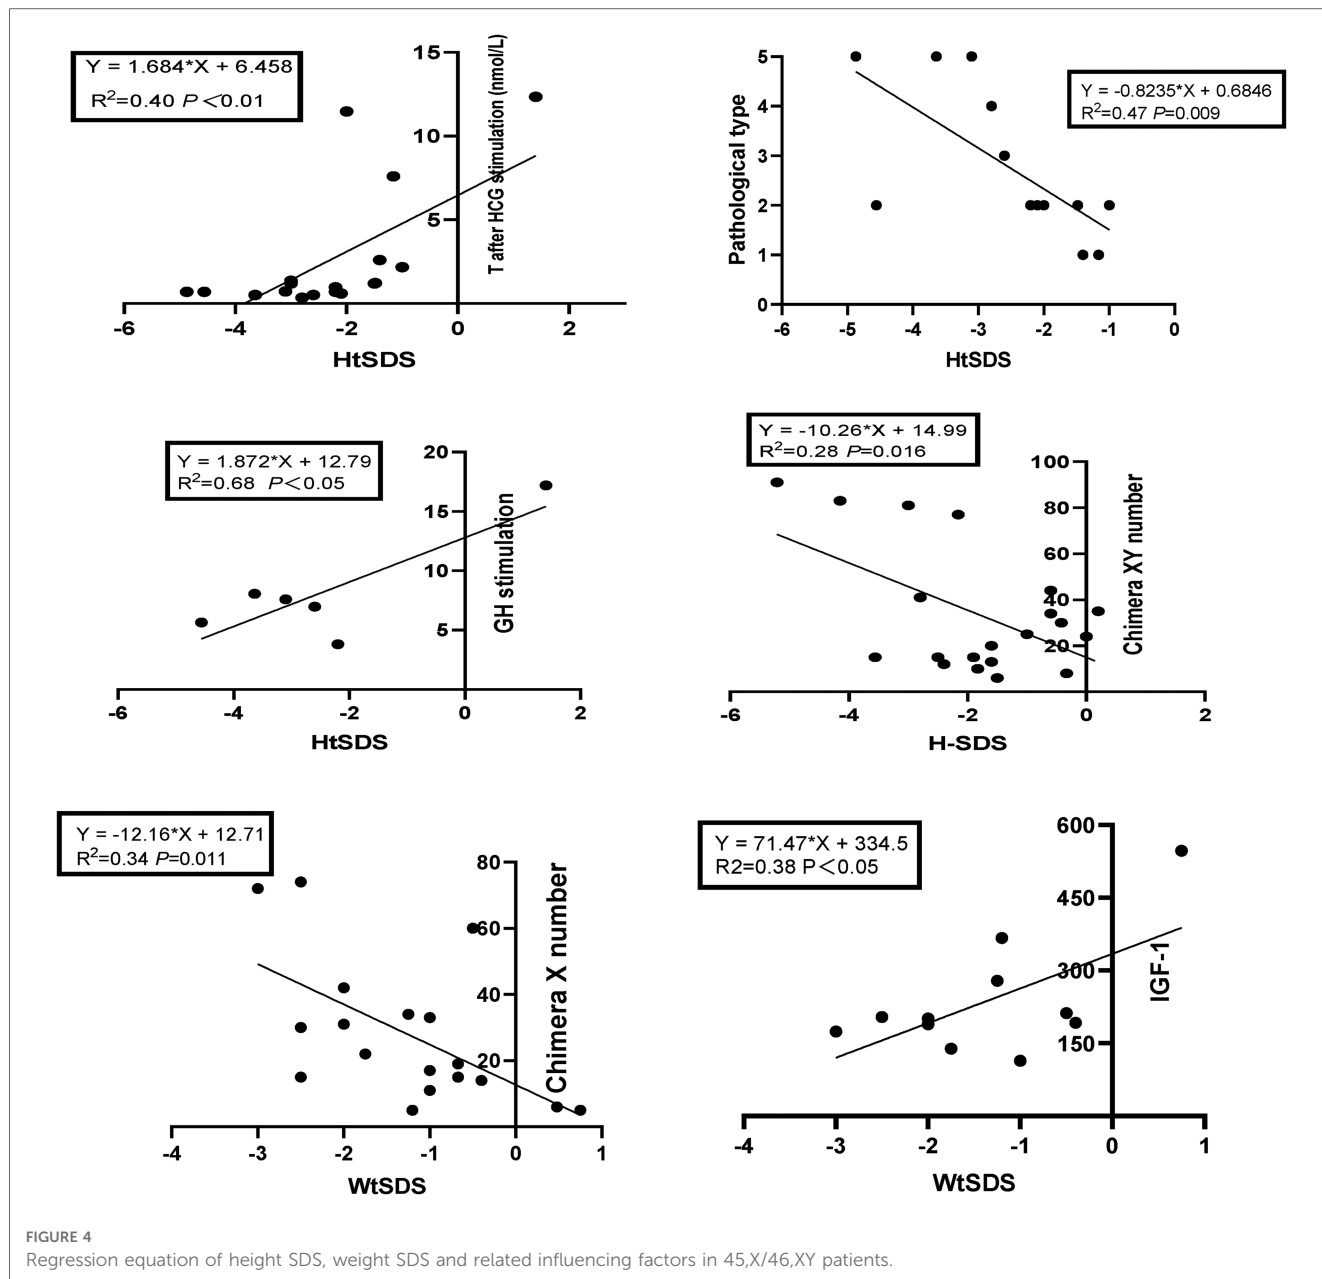 Y = 1.684*X + 6.458
R²=0.40 P<0.01
15
10
5
T after HCG stimulation (nmol/L)
-6 -4 -2 0 2
HtSDS
Y = -0.8235*X + 0.6846
R²=0.47 P=0.009
5
4
3
2
1
0
Pathological type
-6 -5 -4 -3 -2 -1 0
HtSDS
Y = 1.872*X + 12.79
R²=0.68 P<0.05
20
15
10
5
GH stimulation
-6 -4 -2 0 2
HtSDS
Y = -10.26*X + 14.99
R²=0.28 P=0.016
100
80
60
40
20
Chimera XY number
-6 -4 -2 0 2
H-SDS
Y = -12.16*X + 12.71
R²=0.34 P=0.011
80
60
40
20
Chimera X number
-4 -3 -2 -1 0 1
WtSDS
Y = 71.47*X + 334.5
R2=0.38 P<0.05
600
450
300
150
IGF-1
-4 -3 -2 -1 0 1
WtSDS
FIGURE 4
Regression equation of height SDS, weight SDS and related influencing factors in 45,X/46,XY patients.